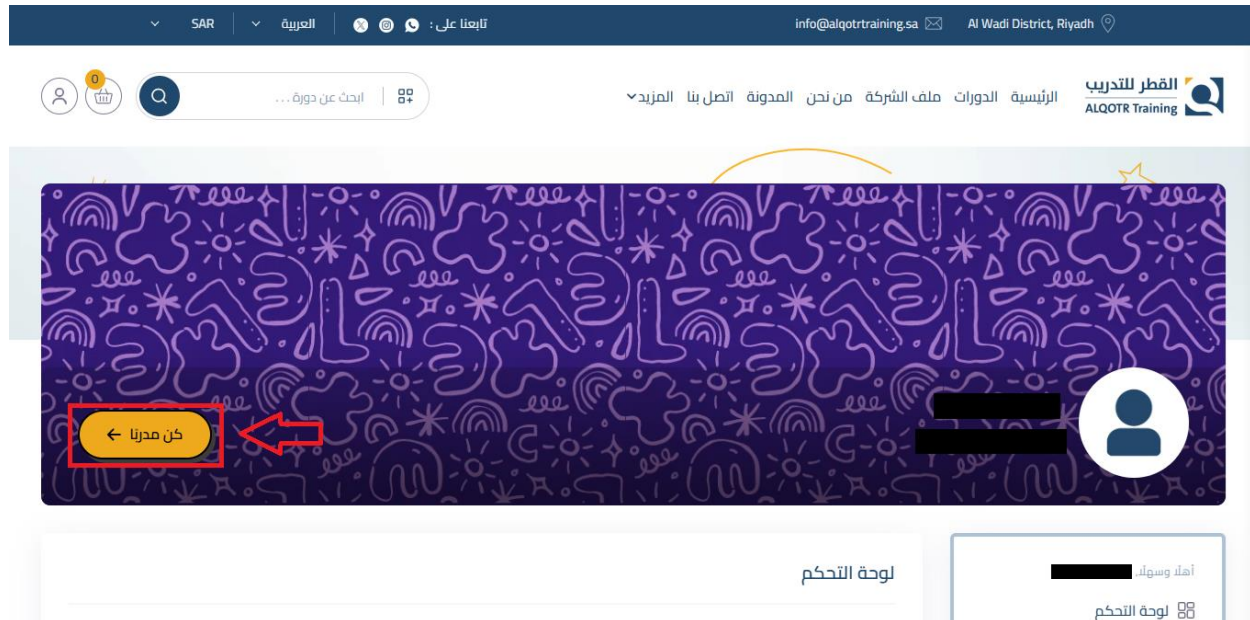 Al Wadi District, Riyadh
info@alqotrtraining.sa
تابعنا على :
العربية
SAR
القطر للتدريب
ALQOTR Training
الرئيسية الدورات ملف الشركة من نحن المدونة اتصل بنا المزيد
ابحث عن دورة . . .
0
كن مدربًا
أهلا وسهلا،
لوحة التحكم
لوحة التحكم